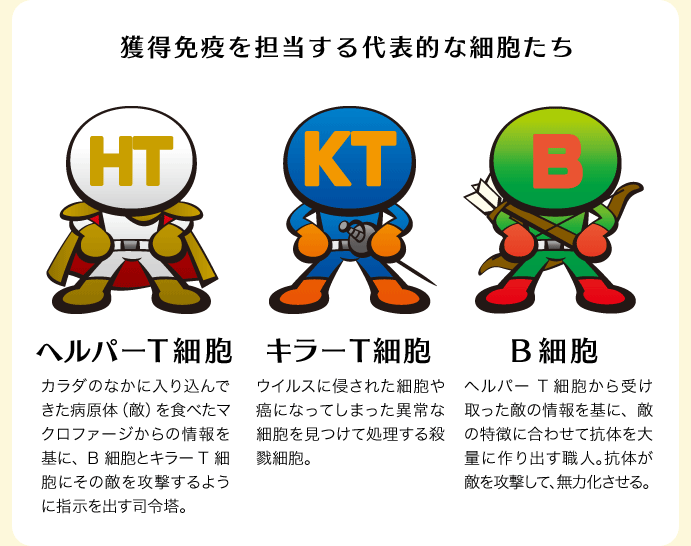 獲得免疫を担当する代表的な細胞たち
HT
KT
B
ヘルパーT細胞
カラダのなかに入り込んで
きた病原体（敵）を食べたマ
クロファージからの情報を
基に、B 細胞とキラー T 細
胞にその敵を攻撃するよう
に指示を出す司令塔。
キラーT細胞
ウイルスに侵された細胞や
癌になってしまった異常な
細胞を見つけて処理する殺
戮細胞。
B細胞
ヘルパー T 細胞から受け
取った敵の情報を基に、敵
の特徴に合わせて抗体を大
量に作り出す職人。抗体が
敵を攻撃して、無力化させる。